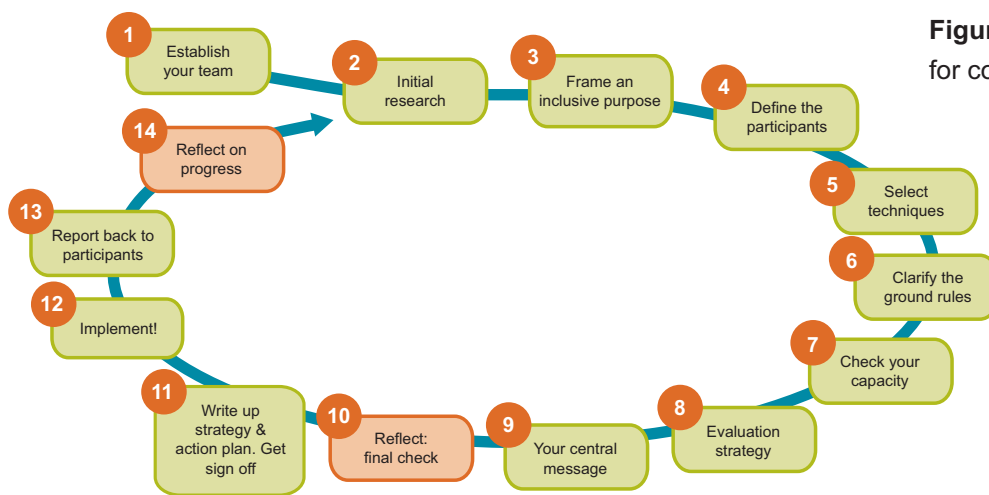 Figur
for co
1
Establish
your team
2
Initial
research
3
Frame an
inclusive purpose
4
Define the
participants
5
Select
techniques
6
Clarify the
ground rules
7
Check your
capacity
8
Evaluation
strategy
9
Your central
message
10
Reflect:
final check
11
Write up
strategy &
action plan. Get
sign off
12
Implement!
13
Report back to
participants
14
Reflect on
progress